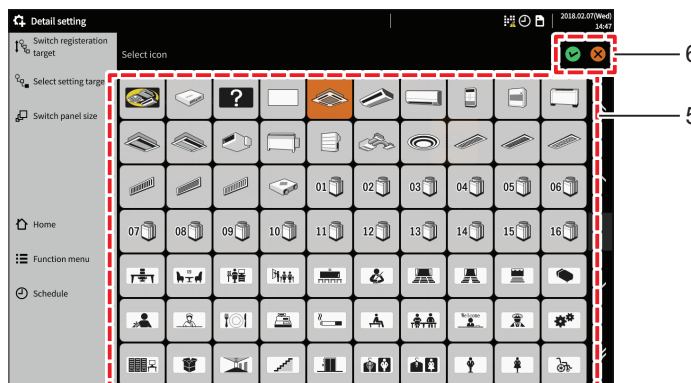 Detail setting
2018.02.07(Wed)
14:47
Switch registeration
target
Select icon
6
Select setting targe
?
5
Switch panel size
01 02 03 04 05 06
Home
07 08 09 10 11 12 13 14 15 16
Function menu
Schedule
Welcome